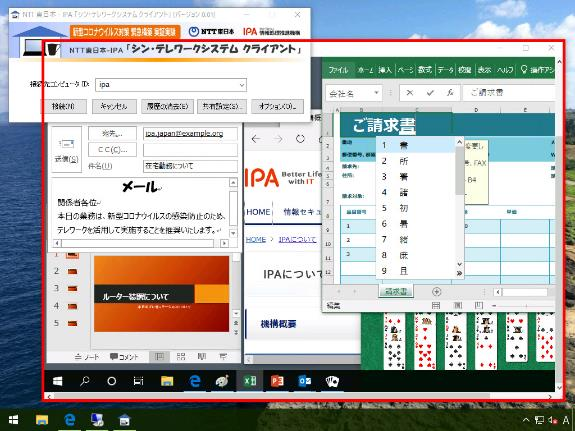 NTT 東日本-IPA「シン・テレワークシステム クライアント」 (バージョン 0.01)
新型コロナウイルス対策 緊急構築 実証実験
NTT東日本
IPA
NTT東日本-IPA「シン・テレワークシステム クライアント」
接続先コンピュータ ID:
ipa
接続(N)
キャンセル
履歴の消去(E)
共有設定(S)...
オプション(O)...
宛先...
ipa.japan@example.org
C C (C)...
送信(S)
件名(U)
在宅勤務について
メール
関係者各位
本日の業務は、新型コロナウイルスの感染防止のため、
テレワークを活用して実施することを推奨いたします。
IPA
Better Life
with IT
HOME
情報セキュ
HOME > IPAについて
IPAについて
機構概要
1
2
3
4
5
ルーター協議について
ノート
コメント
ファイル ホーム 挿入 ページ 数式 データ 校閲 表示 ヘルプ 操作アシ
会社名
fx
ご請求書
ご請求書
1 書
2 所
3 署
4 諸
5 初
6 暑
7 緒
8 庶
9 且
請求書
編集
単価
A